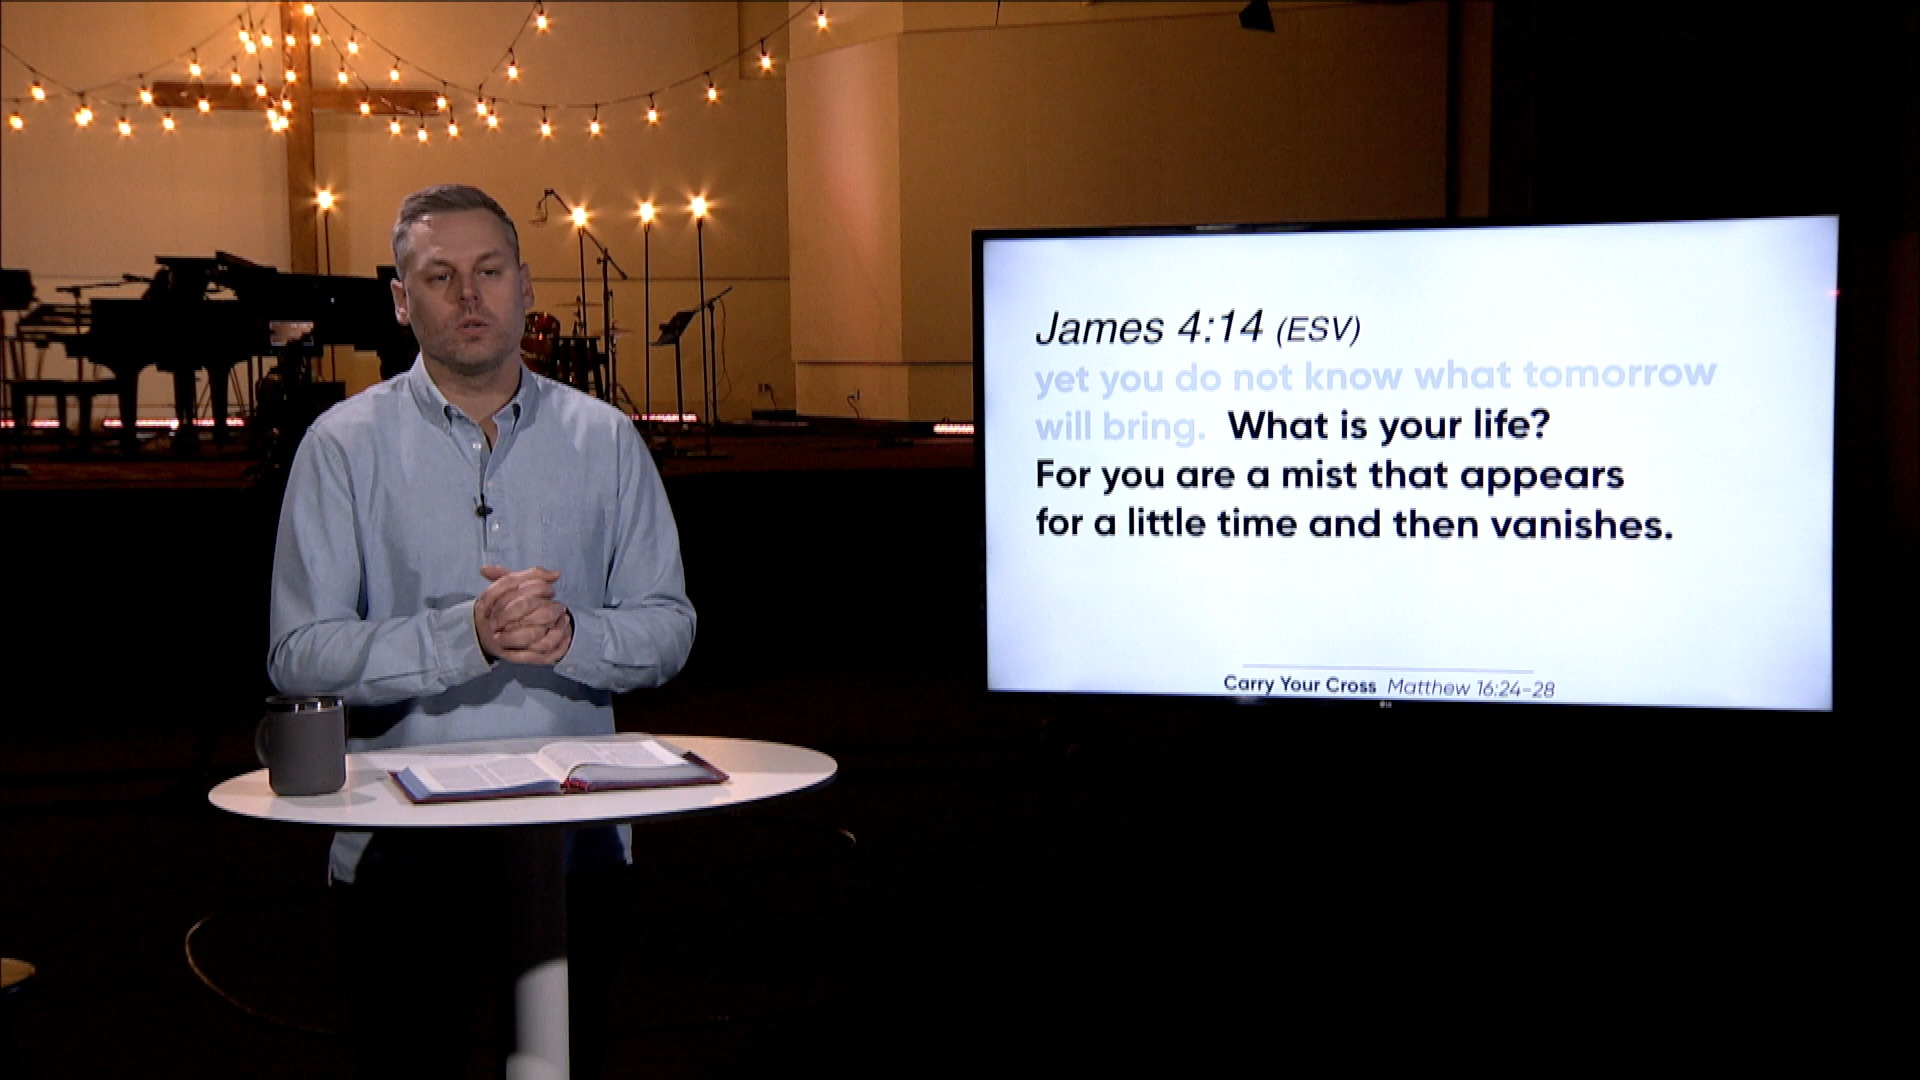 James 4:14 (ESV)
yet you do not know what tomorrow
will bring. What is your life?
For you are a mist that appears
for a little time and then vanishes.
Carry Your Cross Matthew 16:24-28